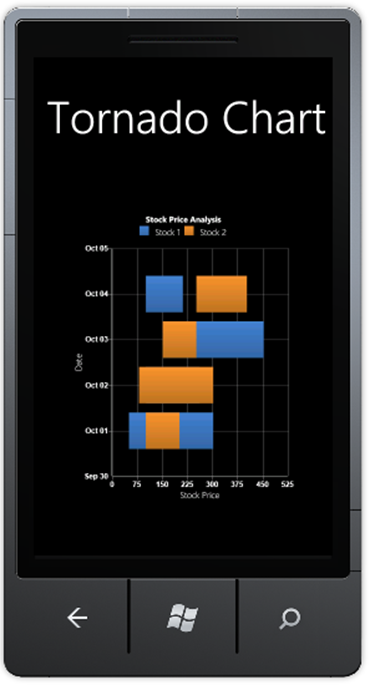 Tornado Chart
Stock Price Analysis
Stock 1 Stock 2
Oct 05
Oct 04
Oct 03
Oct 02
Oct 01
Sep 30
Date
0 75 150 225 300 375 450 525
Stock Price